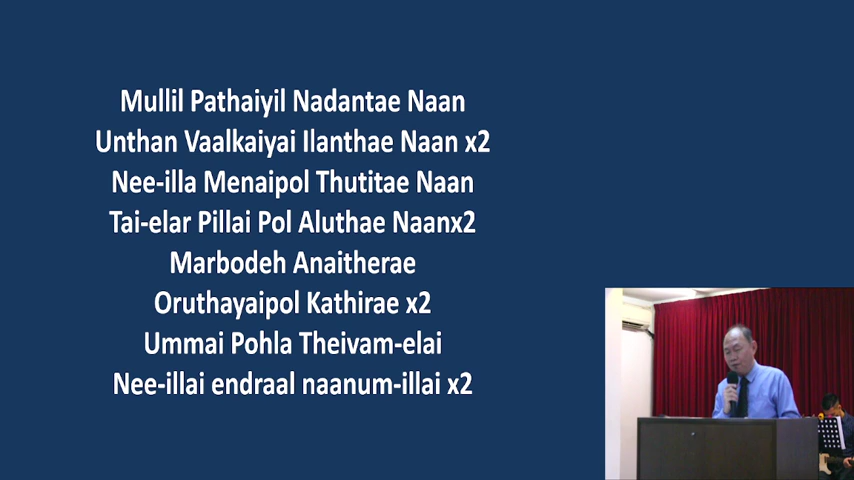 Mullil Pathaiyil Nadantae Naan
Unthan Vaalkaiyai Ilanthae Naan x2
Nee-illa Menaipol Thutitae Naan
Tai-elar Pillai Pol Aluthae Naanx2
Marbodeh Anaitherae
Oruthayaipol Kathirae x2
Ummai Pohla Theivam-elai
Nee-illai endraal naanum-illai x2